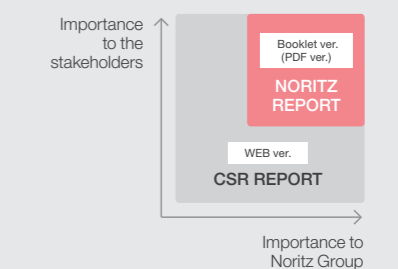 Importance
to the
stakeholders
Booklet ver.
(PDF ver.)
NORITZ
REPORT
WEB ver.
CSR REPORT
Importance to
Noritz Group